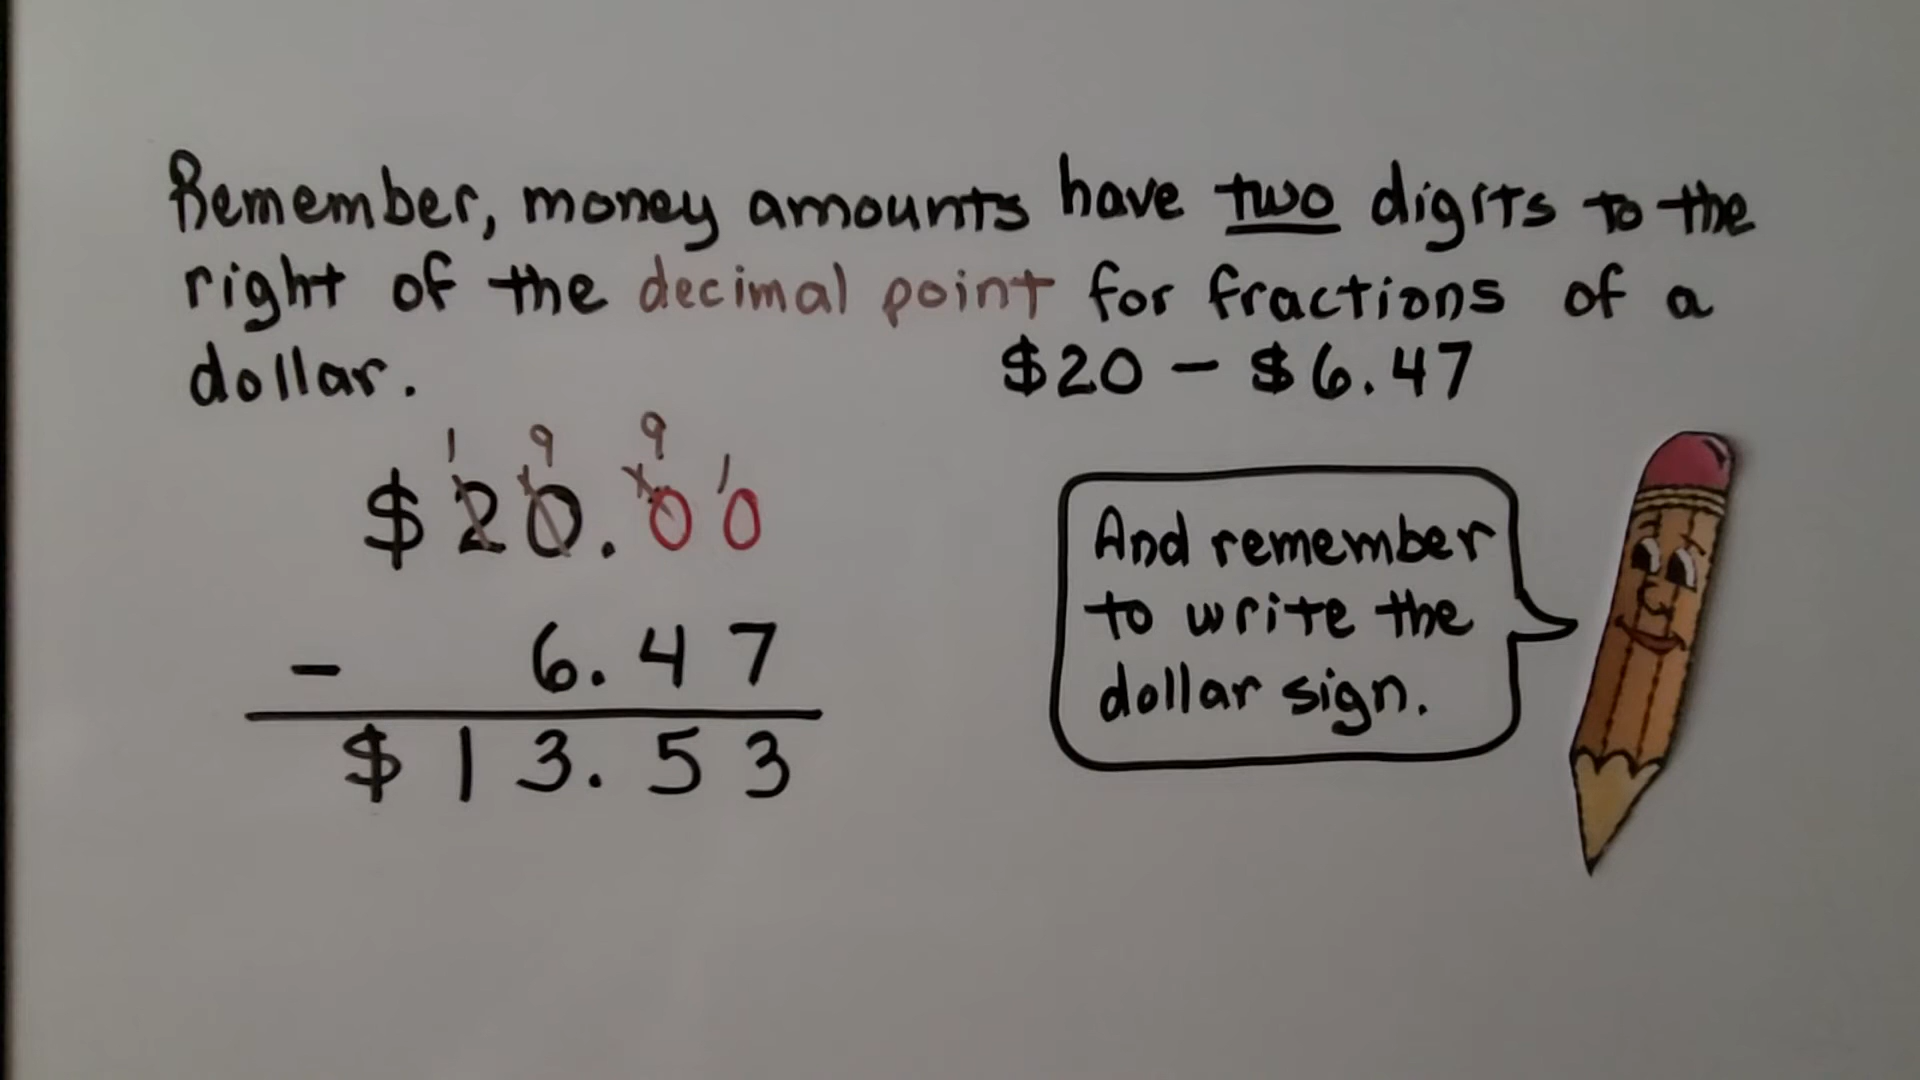 Remember, money amounts have two digits to the
right of the decimal point for fractions of a
dollar.
$20 - $6.47
1 9 9 1
$20.00
- 6.47
$13.53
And remember
to write the
dollar sign.